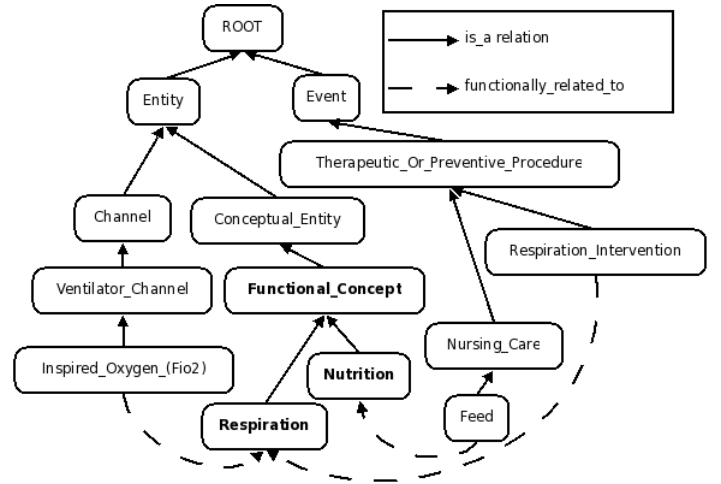 ROOT
is_a relation
functionally_related_to
Entity
Event
Therapeutic_Or_Preventive_Procedure
Channel
Conceptual_Entity
Respiration_Intervention
Ventilator_Channel
Functional_Concept
Inspired_Oxygen_(Fio2)
Nutrition
Nursing_Care
Respiration
Feed